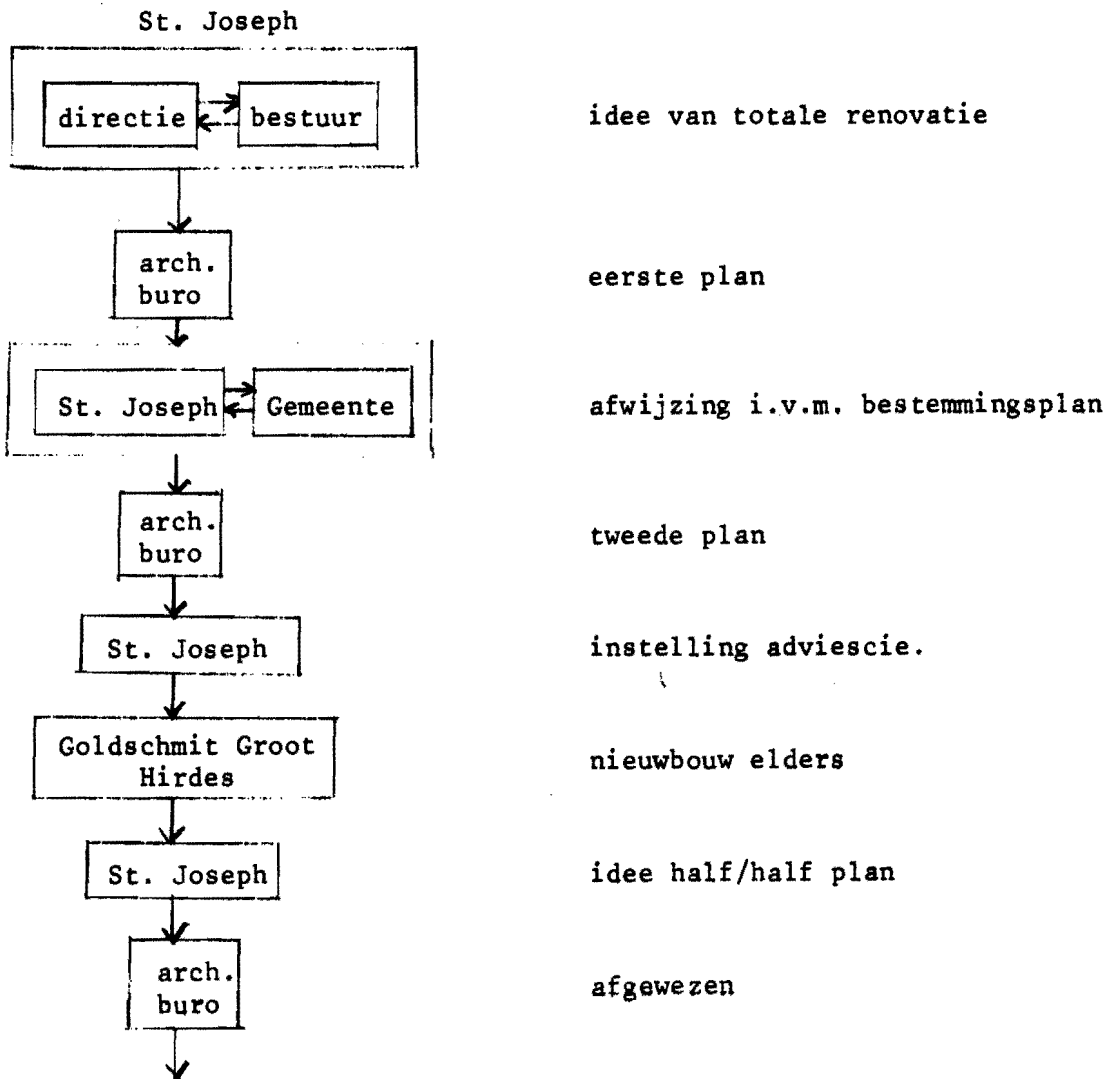 St. Joseph
directie bestuur idee van totale renovatie
arch.
buro
eerste plan
St. Joseph Gemeente afwijzing i.v.m. bestemmingsplan
arch.
buro
tweede plan
St. Joseph instelling adviescie.
Goldschmit Groot
Hirdes
nieuwbouw elders
St. Joseph idee half/half plan
arch.
buro
afgewezen